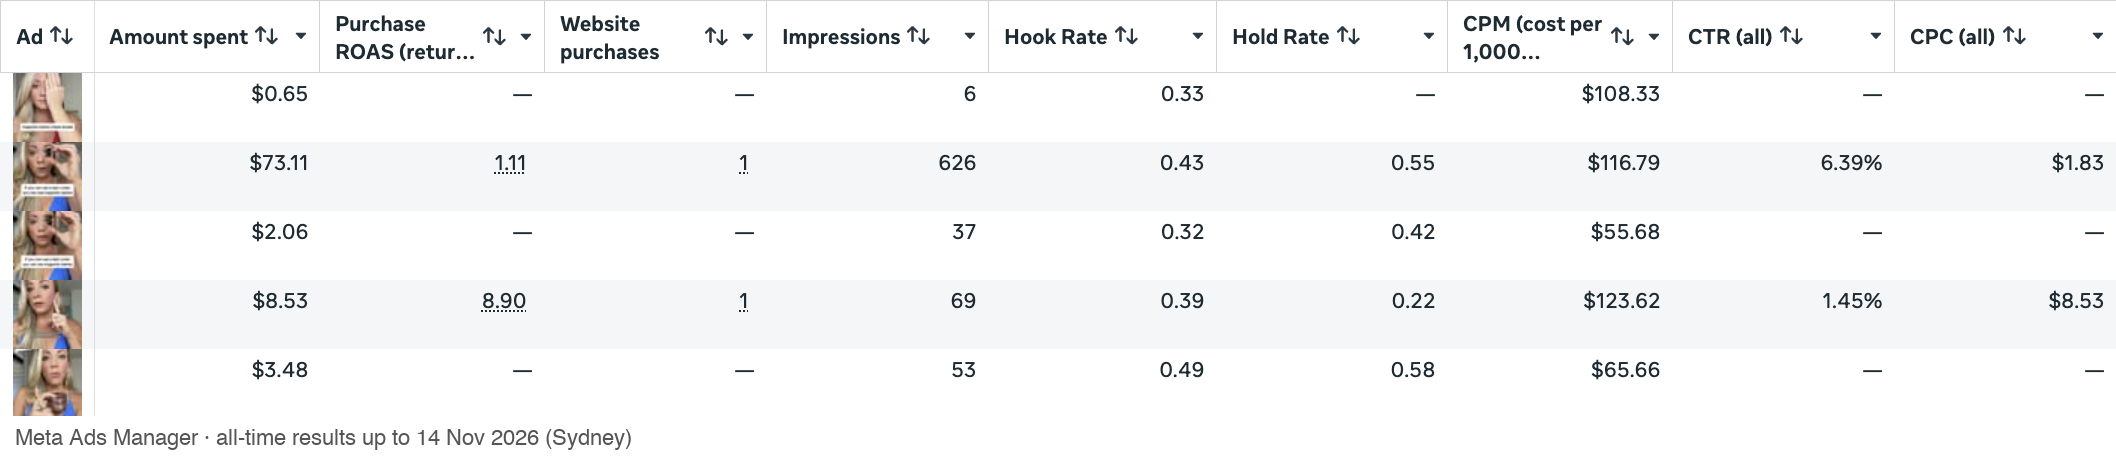 Ad Amount spent Purchase ROAS (retur... Website purchases Impressions Hook Rate Hold Rate CPM (cost per 1,000... CTR (all) CPC (all)
$0.65 — — 6 0.33 — $108.33 — —
$73.11 1.11 1 626 0.43 0.55 $116.79 6.39% $1.83
$2.06 — — 37 0.32 0.42 $55.68 — —
$8.53 8.90 1 69 0.39 0.22 $123.62 1.45% $8.53
$3.48 — — 53 0.49 0.58 $65.66 — —
Meta Ads Manager · all-time results up to 14 Nov 2026 (Sydney)